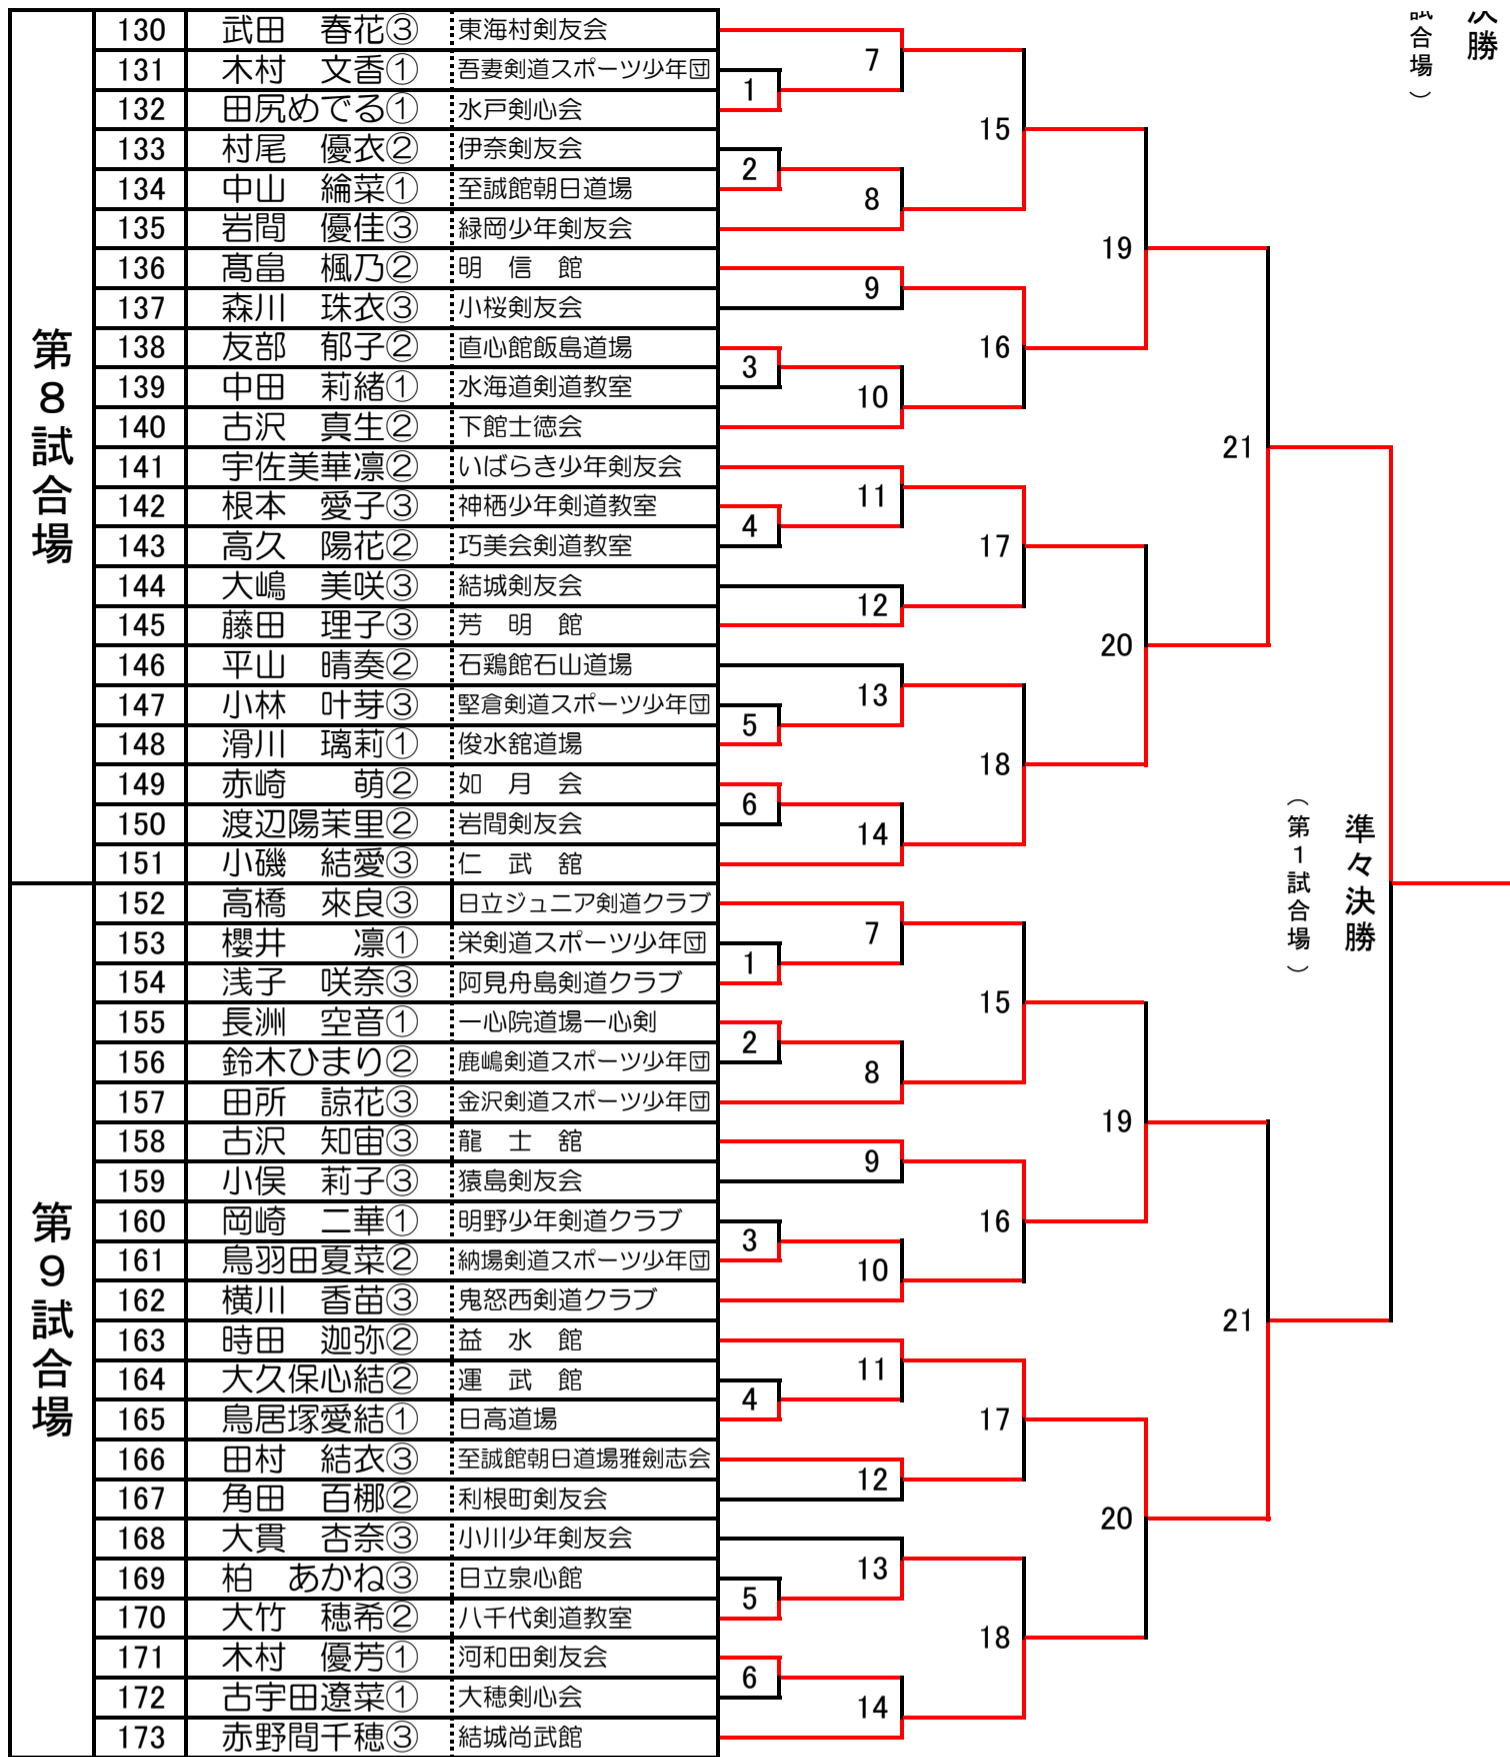 第8試合場
130 武田 春花③ 東海村剣友会
131 木村 文香① 吾妻剣道スポーツ少年団
132 田尻めでる① 水戸剣心会
133 村尾 優衣② 伊奈剣友会
134 中山 綸菜① 至誠館朝日道場
135 岩間 優佳③ 緑岡少年剣友会
136 髙畠 楓乃② 明信館
137 森川 珠衣③ 小桜剣友会
138 友部 郁子② 直心館飯島道場
139 中田 莉緒① 水海道剣道教室
140 古沢 真生② 下館士徳会
141 宇佐美華凛② いばらき少年剣友会
142 根本 愛子③ 神栖少年剣道教室
143 高久 陽花② 巧美会剣道教室
144 大嶋 美咲③ 結城剣友会
145 藤田 理子③ 芳明館
146 平山 晴奏② 石鶏館石山道場
147 小林 叶芽③ 堅倉剣道スポーツ少年団
148 滑川 璃莉① 俊水舘道場
149 赤崎 萌② 如月会
150 渡辺陽茉里② 岩間剣友会
151 小磯 結愛③ 仁武舘
1
2
3
4
5
6
7
8
9
10
11
12
13
14
15
16
17
18
19
20
21
第9試合場
152 高橋 來良③ 日立ジュニア剣道クラブ
153 櫻井 凛① 栄剣道スポーツ少年団
154 浅子 咲奈③ 阿見舟島剣道クラブ
155 長洲 空音① 一心院道場一心剣
156 鈴木ひまり② 鹿嶋剣道スポーツ少年団
157 田所 諒花③ 金沢剣道スポーツ少年団
158 古沢 知宙③ 龍士舘
159 小俣 莉子③ 猿島剣友会
160 岡崎 二華① 明野少年剣道クラブ
161 鳥羽田夏菜② 納場剣道スポーツ少年団
162 横川 香苗③ 鬼怒西剣道クラブ
163 時田 迦弥② 益水館
164 大久保心結② 運武館
165 鳥居塚愛結① 日高道場
166 田村 結衣③ 至誠館朝日道場雅劍志会
167 角田 百梛② 利根町剣友会
168 大貫 杏奈③ 小川少年剣友会
169 柏 あかね③ 日立泉心館
170 大竹 穂希② 八千代剣道教室
171 木村 優芳① 河和田剣友会
172 古宇田遼菜① 大穂剣心会
173 赤野間千穂③ 結城尚武館
1
2
3
4
5
6
7
8
9
10
11
12
13
14
15
16
17
18
19
20
21
決勝
試合場）
準々決勝
（第1試合場）